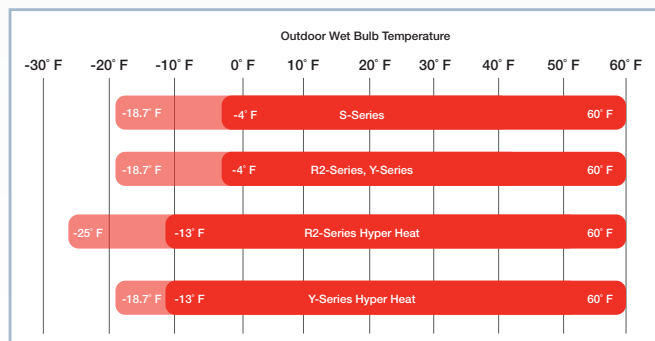 Outdoor Wet Bulb Temperature
-30° F -20° F -10° F 0° F 10° F 20° F 30° F 40° F 50° F 60° F
-18.7° F -4° F S-Series 60° F
-18.7° F -4° F R2-Series, Y-Series 60° F
-25° F -13° F R2-Series Hyper Heat 60° F
-18.7° F -13° F Y-Series Hyper Heat 60° F